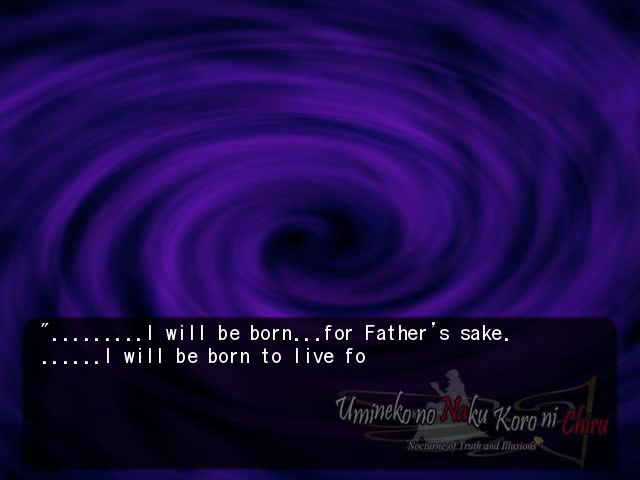 ".........I will be born...for Father's sake.
......I will be born to live fo
Umineko no Naku Koro ni Chiru
Nocturne of Truth and Illusions